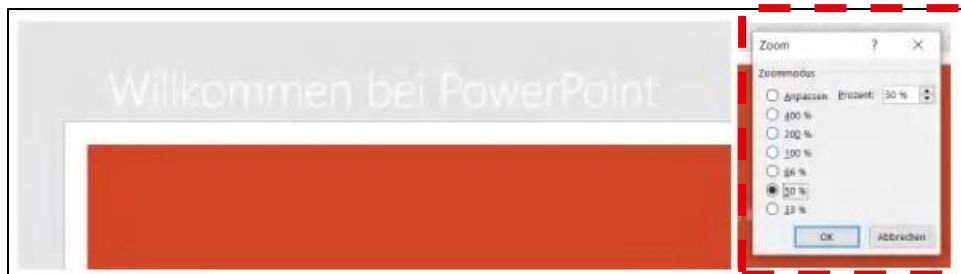 Willkommen bei PowerPoint
Zoom ? ×
Zoommodus
Anpassen Prozent: 50 %
400 %
200 %
100 %
66 %
50 %
33 %
OK Abbrechen